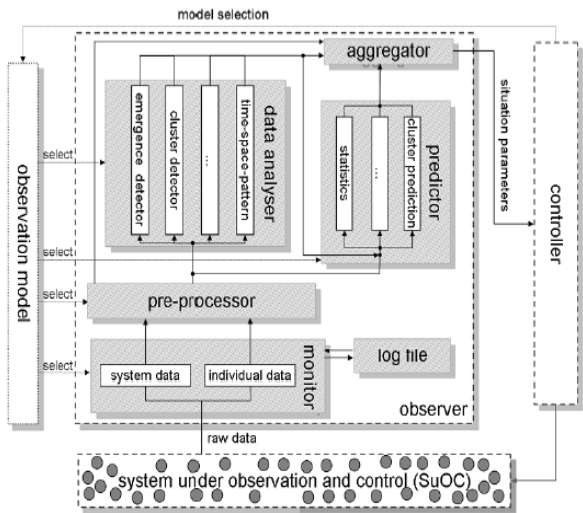 model selection
aggregator
emergence detector
cluster detector
...
time-space-pattern
data analyser
statistics
...
cluster prediction
predictor
situation parameters
controller
observation model
select
select
select
select
pre-processor
system data
individual data
monitor
log file
observer
raw data
system under observation and control (SuOC)